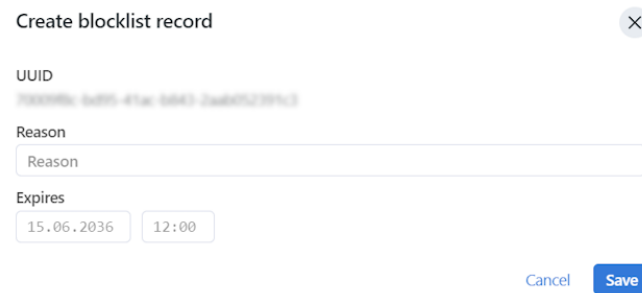 Create blocklist record
UUID
Reason
Reason
Expires
15.06.2036 12:00
Cancel Save